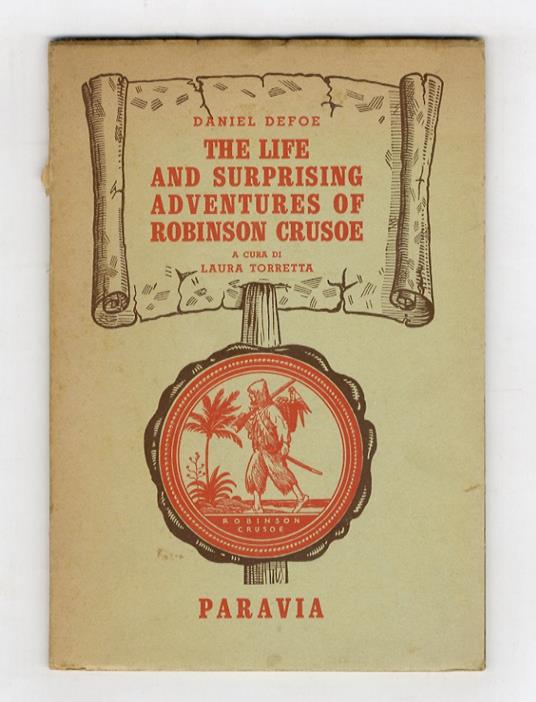 DANIEL DEFOE
THE LIFE
AND SURPRISING
ADVENTURES OF
ROBINSON CRUSOE
A CURA DI
LAURA TORRETTA
ROBINSON
CRUSOE
PARAVIA